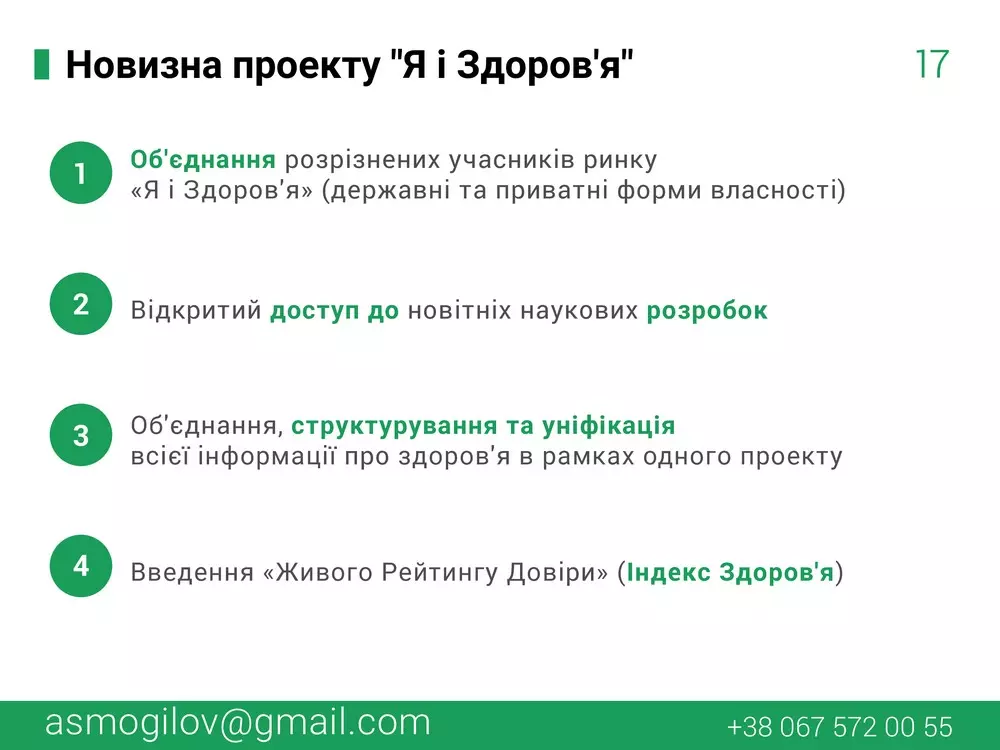 Новизна проекту "Я і Здоров'я"
17
1
Об'єднання розрізнених учасників ринку
«Я і Здоров'я» (державні та приватні форми власності)
2
Відкритий доступ до новітніх наукових розробок
3
Об'єднання, структурування та уніфікація
всієї інформації про здоров'я в рамках одного проекту
4
Введення «Живого Рейтингу Довіри» (Індекс Здоров'я)
asmogilov@gmail.com
+38 067 572 00 55